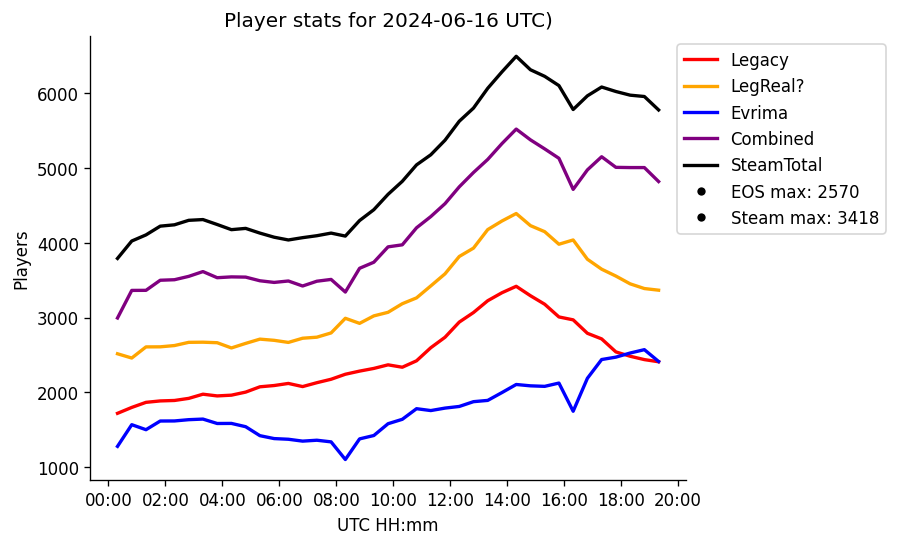 Player stats for 2024-06-16 UTC)
Legacy
LegReal?
Evrima
Combined
SteamTotal
EOS max: 2570
Steam max: 3418
Players
6000
5000
4000
3000
2000
1000
00:00 02:00 04:00 06:00 08:00 10:00 12:00 14:00 16:00 18:00 20:00
UTC HH:mm